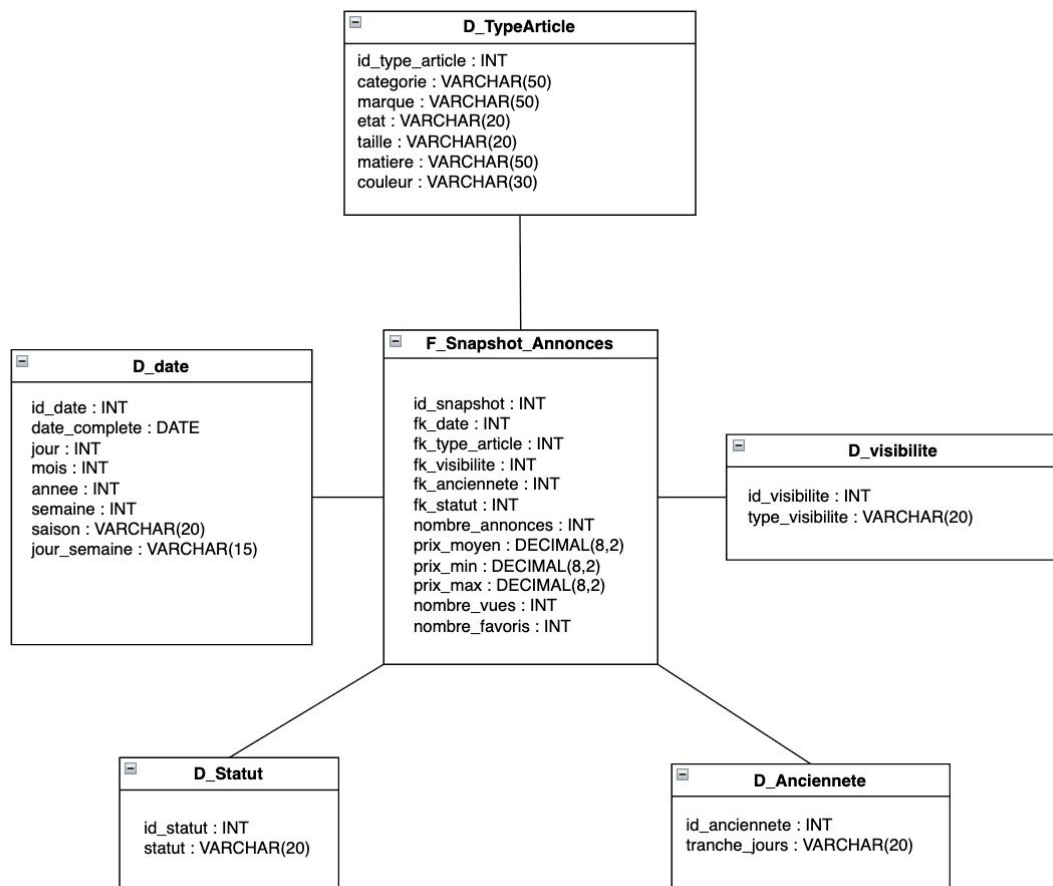 D_TypeArticle
id_type_article : INT
categorie : VARCHAR(50)
marque : VARCHAR(50)
etat : VARCHAR(20)
taille : VARCHAR(20)
matiere : VARCHAR(50)
couleur : VARCHAR(30)
D_date
id_date : INT
date_complete : DATE
jour : INT
mois : INT
annee : INT
semaine : INT
saison : VARCHAR(20)
jour_semaine : VARCHAR(15)
F_Snapshot_Annonces
id_snapshot : INT
fk_date : INT
fk_type_article : INT
fk_visibilite : INT
fk_anciennete : INT
fk_statut : INT
nombre_annonces : INT
prix_moyen : DECIMAL(8,2)
prix_min : DECIMAL(8,2)
prix_max : DECIMAL(8,2)
nombre_vues : INT
nombre_favoris : INT
D_visibilite
id_visibilite : INT
type_visibilite : VARCHAR(20)
D_Statut
id_statut : INT
statut : VARCHAR(20)
D_Anciennete
id_anciennete : INT
tranche_jours : VARCHAR(20)